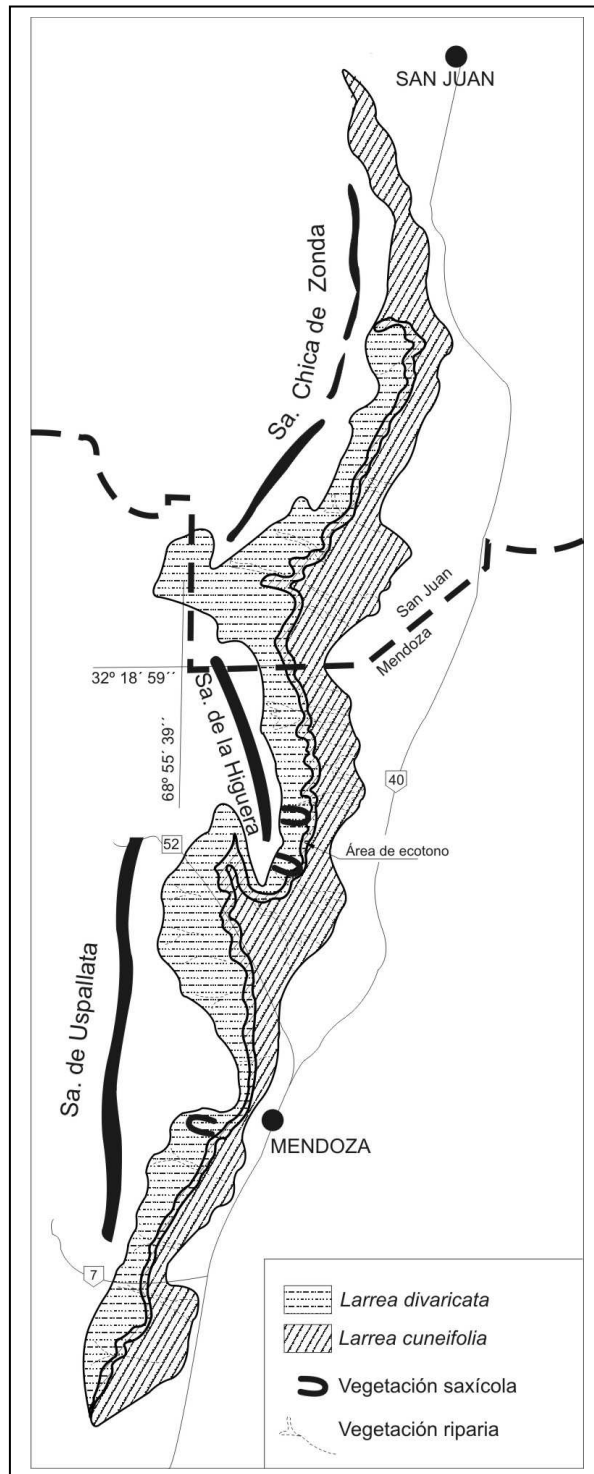 SAN JUAN
Sa. Chica de Zonda
San Juan
Mendoza
32º 18´ 59´´
68º 55´ 39´´
Sa. de la Higuera
40
52
Área de ecotono
Sa. de Uspallata
MENDOZA
7
Larrea divaricata
Larrea cuneifolia
Vegetación saxícola
Vegetación riparia